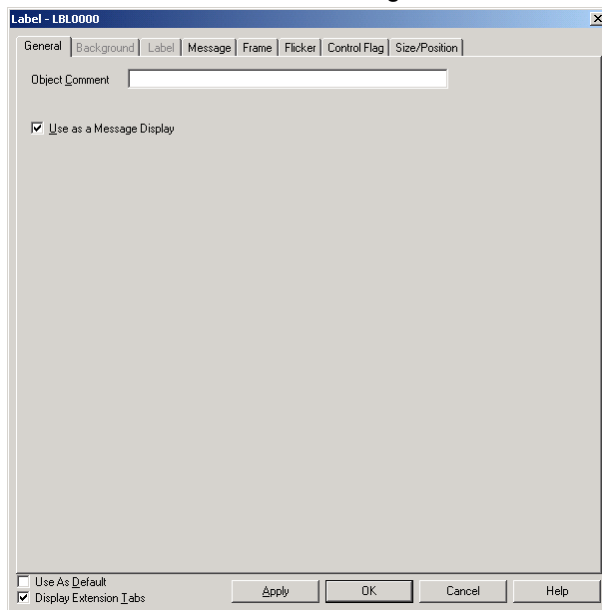 Label - LBL0000
General Background Label Message Frame Flicker Control Flag Size/Position
Object Comment
Use as a Message Display
Use As Default
Display Extension Tabs
Apply OK Cancel Help